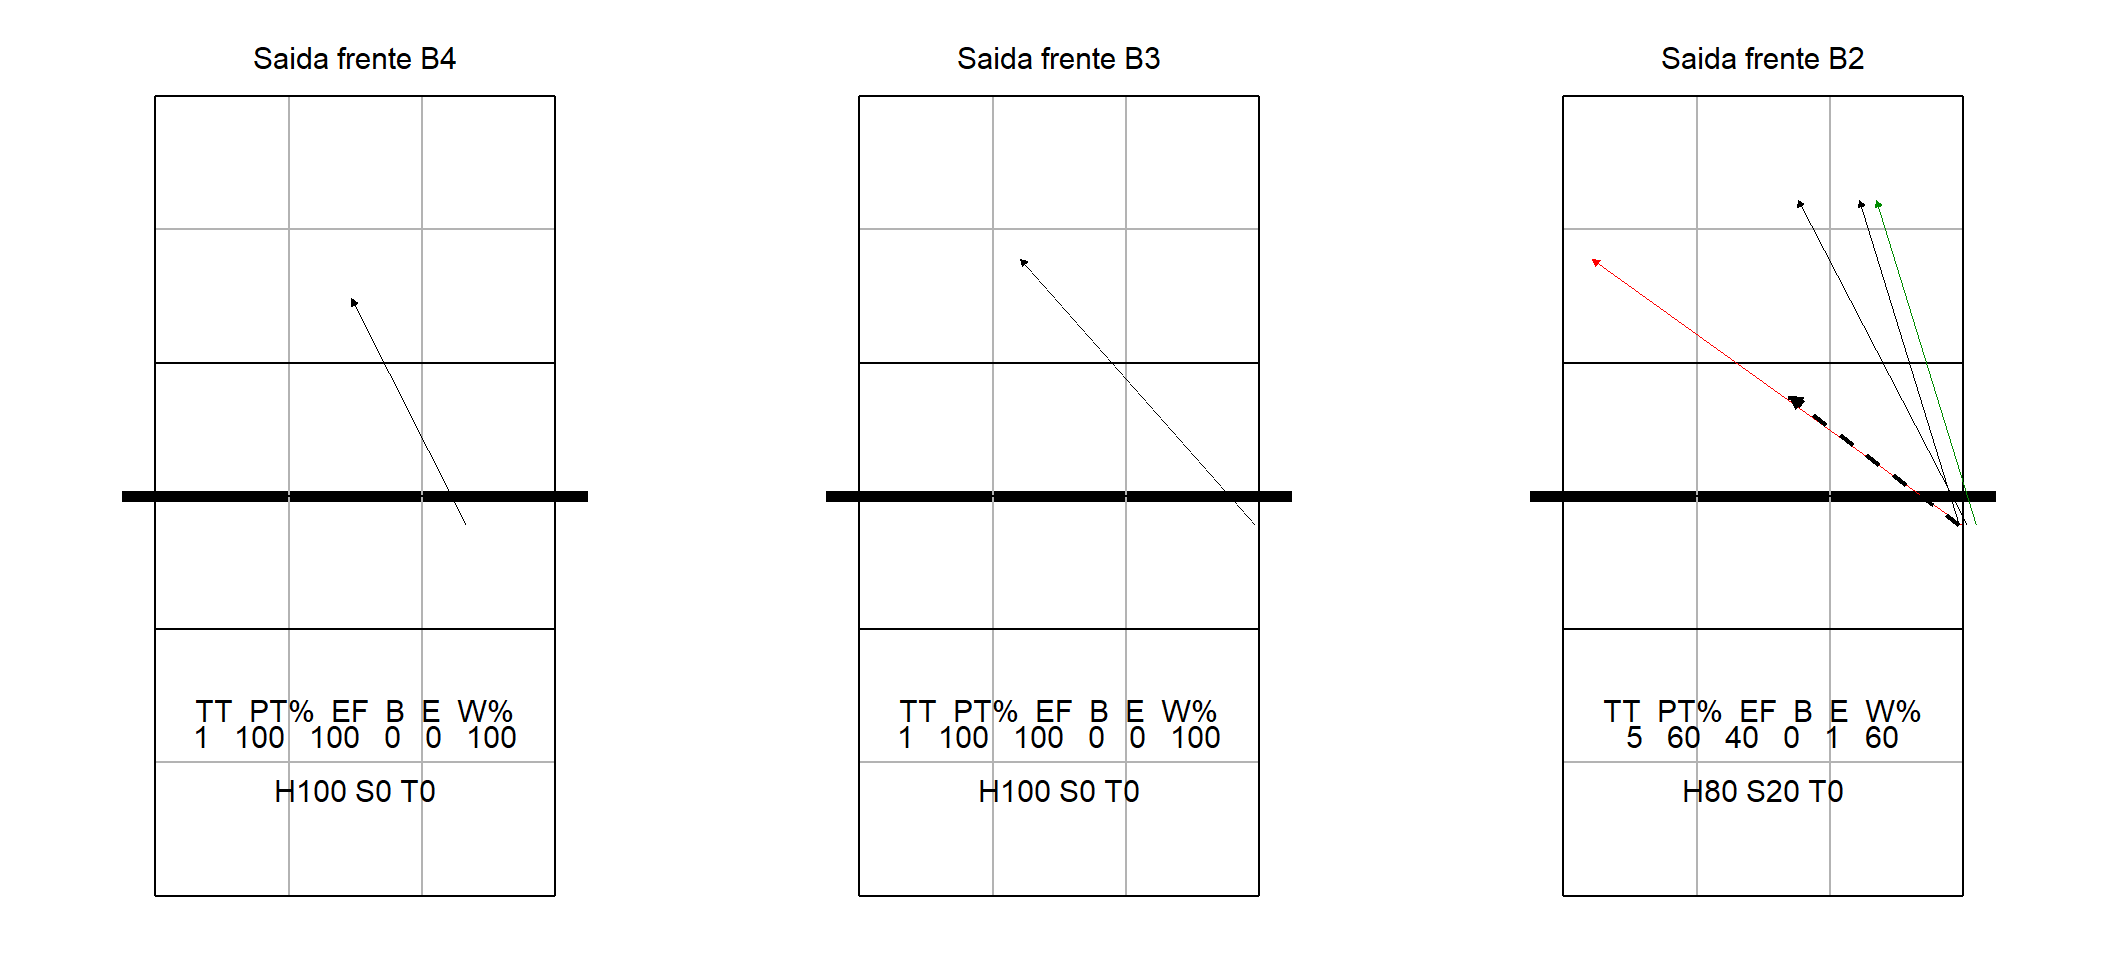 Saida frente B4
TT PT% EF B E W%
1 100 100 0 0 100
H100 S0 T0
Saida frente B3
TT PT% EF B E W%
1 100 100 0 0 100
H100 S0 T0
Saida frente B2
TT PT% EF B E W%
5 60 40 0 1 60
H80 S20 T0